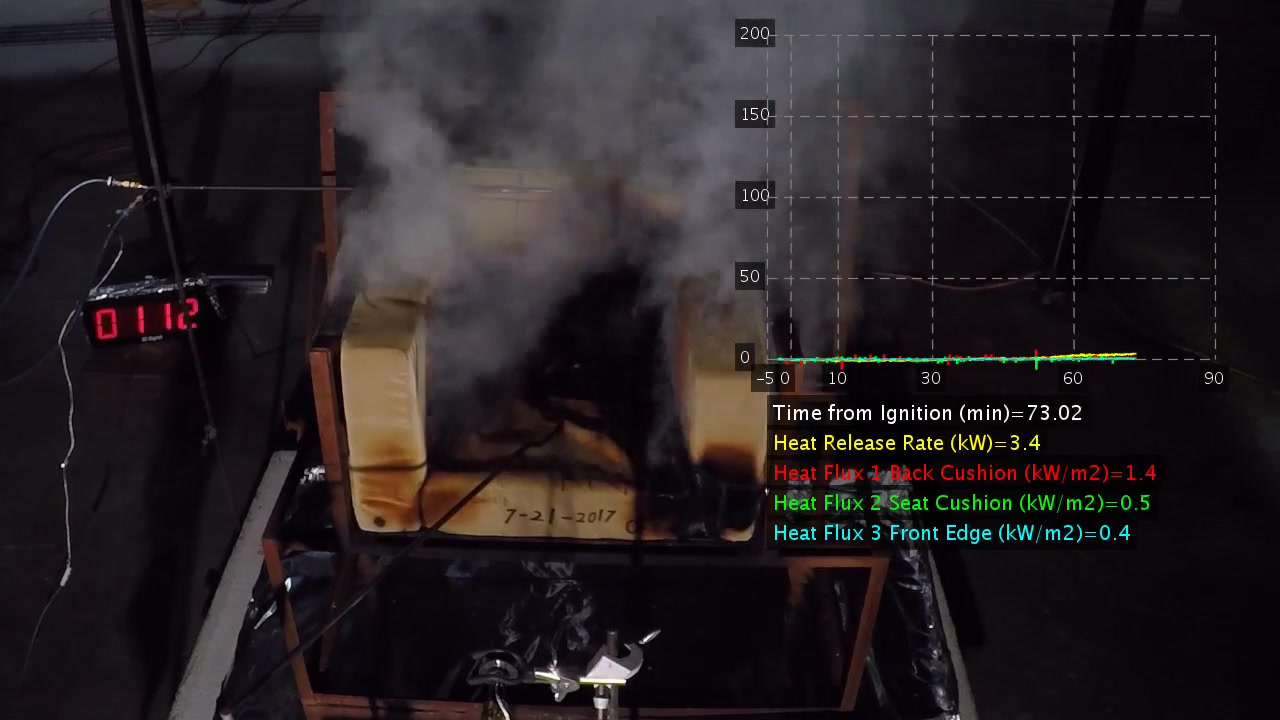 200
150
100
50
0
-5 0 10 30 60 90
0112
Time from Ignition (min)=73.02
Heat Release Rate (kW)=3.4
Heat Flux 1 Back Cushion (kW/m2)=1.4
Heat Flux 2 Seat Cushion (kW/m2)=0.5
Heat Flux 3 Front Edge (kW/m2)=0.4
7-21-2017